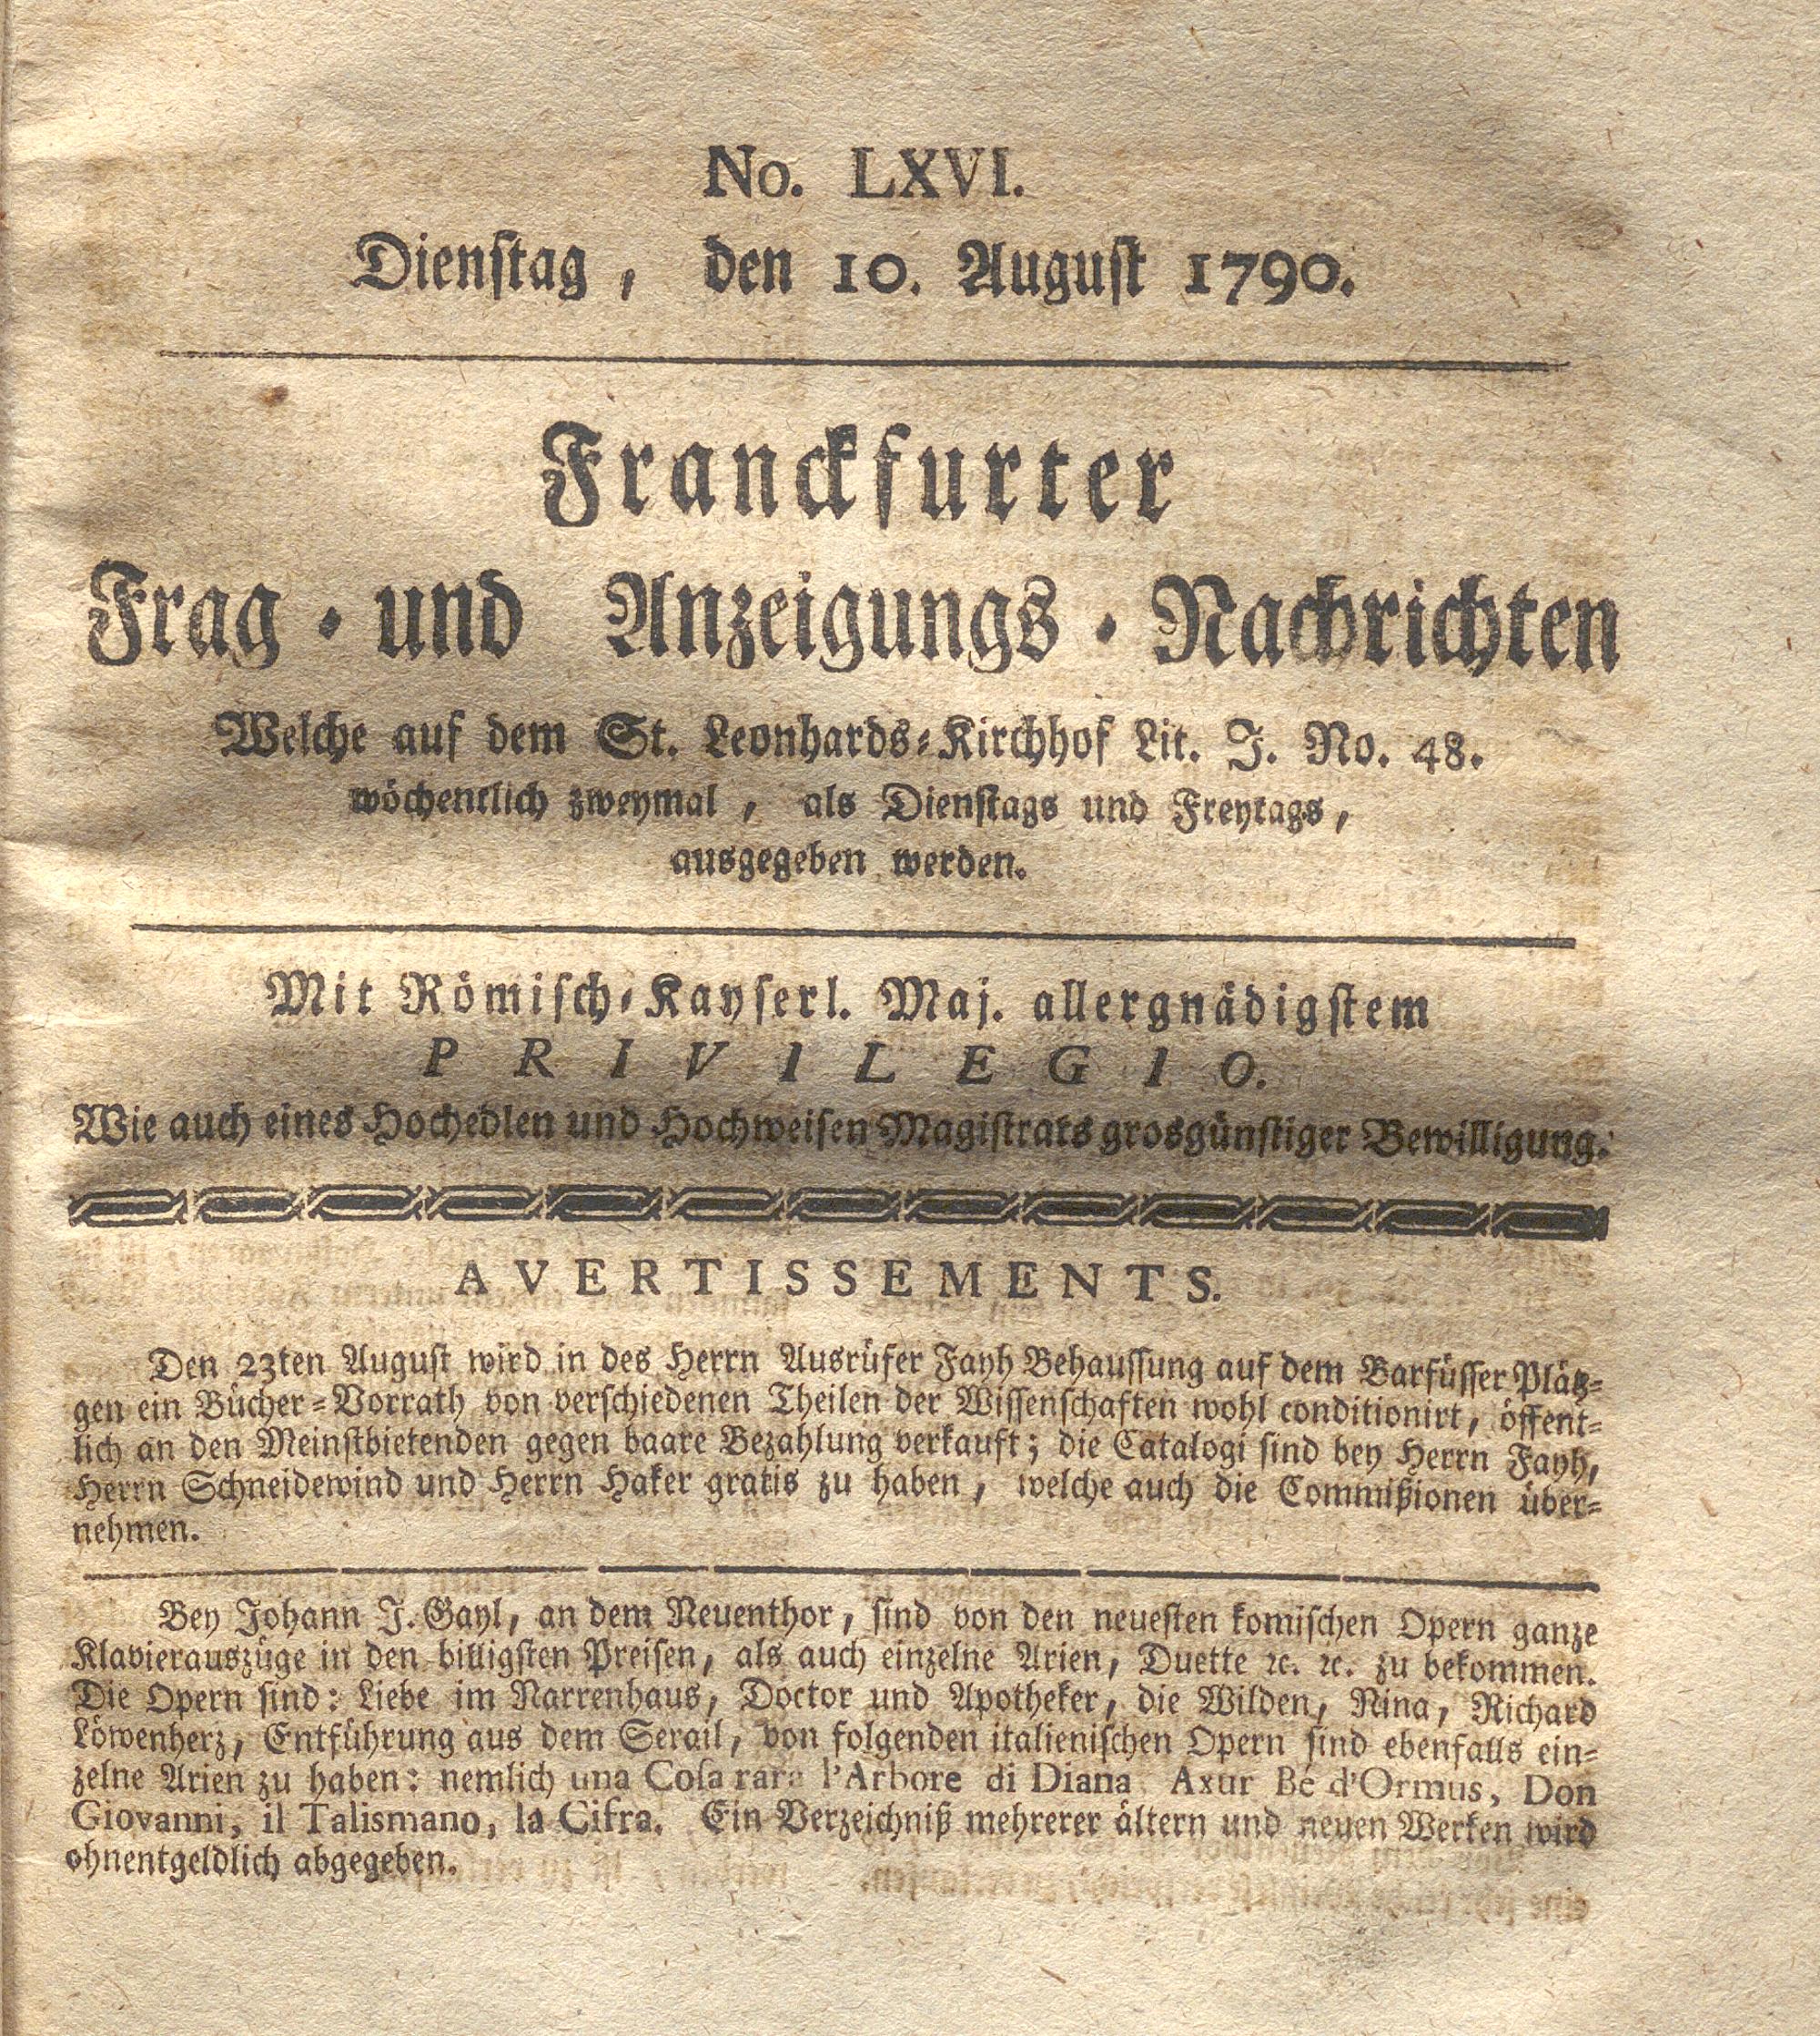 No. LXVI.
Dienſtag, den 10. Auguſt 1790.
Franckfurter
Frag- und Anzeigungs-Nachrichten
Welche auf dem St. Leonhards-Kirchhof Lit. J. No. 48.
wöchentlich zweymal, als Dienſtags und Freytags,
ausgegeben werden.
Mit Römiſch-Kayſerl. Maj. allergnädigſtem
PRIVILEGIO.
Wie auch eines Hochedlen und Hochweiſen Magiſtrats grosgünſtiger Bewilligung.
AVERTISSEMENTS.
Den 23ten Auguſt wird in des Herrn Ausrüfer Fayh Behauſſung auf dem Barfüſſer Plätz-
gen ein Bücher-Vorrath von verſchiedenen Theilen der Wiſſenſchaften wohl conditionirt, öffent-
lich an den Meinſtbietenden gegen baare Bezahlung verkauft; die Catalogi ſind bey Herrn Fayh,
Herrn Schneidewind und Herrn Haker gratis zu haben, welche auch die Commißionen über-
nehmen.
Bey Johann J. Gayl, an dem Neuenthor, ſind von den neueſten komiſchen Opern ganze
Klavierauszüge in den billigſten Preiſen, als auch einzelne Arien, Duette ꝛc. ꝛc. zu bekommen.
Die Opern ſind: Liebe im Narrenhaus, Doctor und Apotheker, die Wilden, Nina, Richard
Löwenherz, Entführung aus dem Serail, von folgenden italieniſchen Opern ſind ebenfalls ein-
zelne Arien zu haben: nemlich una Coſa rara l'Arbore di Diana Axur Bé d'Ormus, Don
Giovanni, il Talismano, la Cifra. Ein Verzeichniß mehrerer ältern und neuen Werken wird
ohnentgeldlich abgegeben.